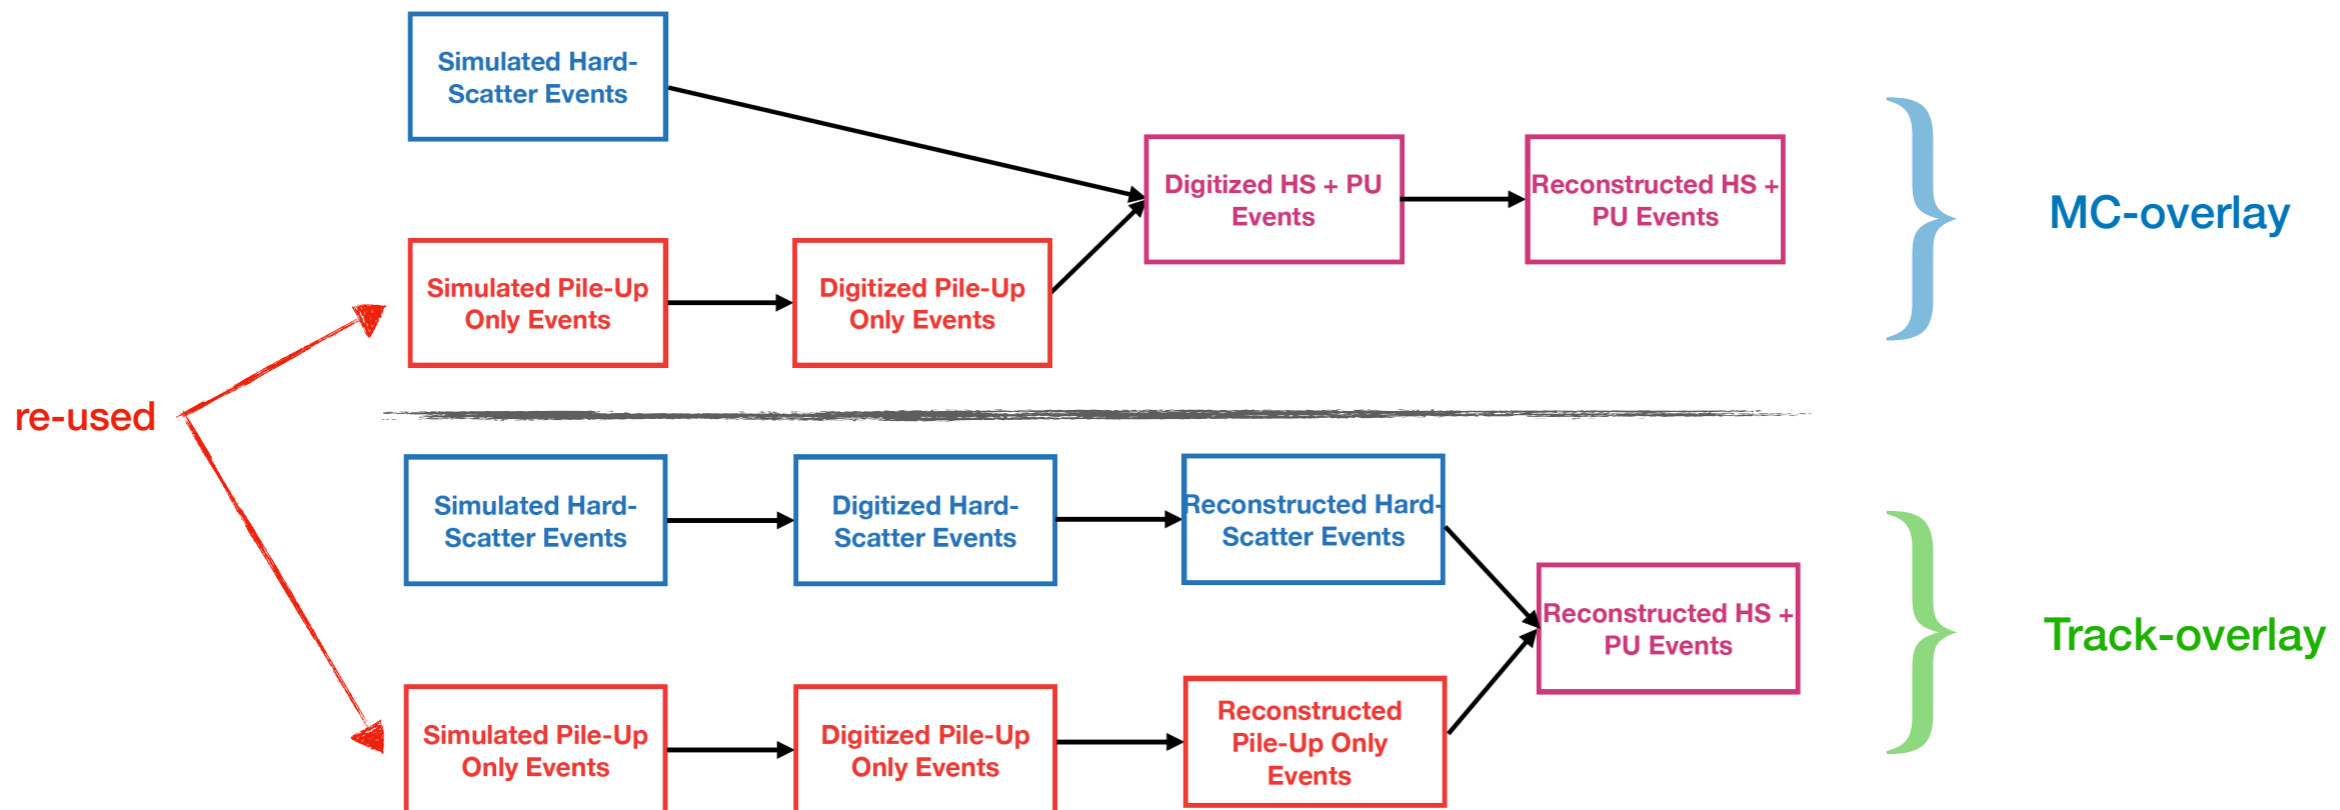 Simulated Hard-
Scatter Events
Digitized HS + PU
Events
Reconstructed HS +
PU Events
MC-overlay
Simulated Pile-Up
Only Events
Digitized Pile-Up
Only Events
re-used
Simulated Hard-
Scatter Events
Digitized Hard-
Scatter Events
Reconstructed Hard-
Scatter Events
Reconstructed HS +
PU Events
Track-overlay
Simulated Pile-Up
Only Events
Digitized Pile-Up
Only Events
Reconstructed
Pile-Up Only
Events